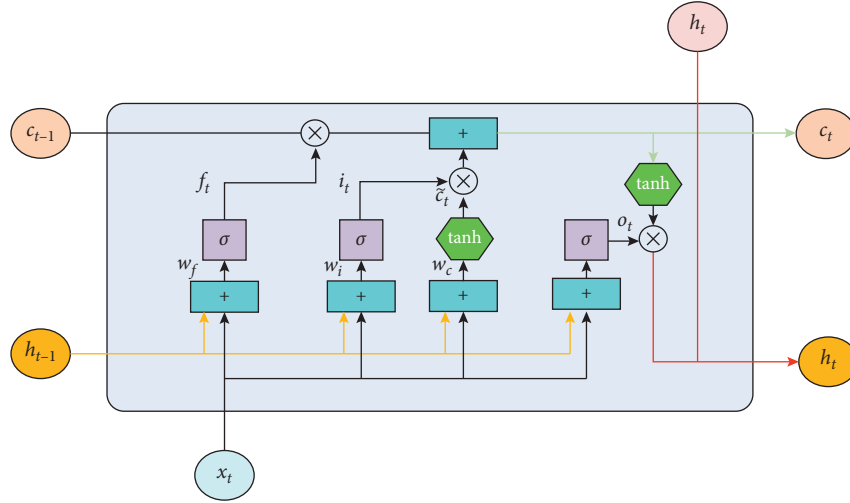 h_t
c_{t−1}
×
+
c_t
f_t
i_t
c̃_t
×
tanh
σ
σ
tanh
σ
o_t
×
w_f
w_i
w_c
+
+
+
+
h_{t−1}
h_t
x_t